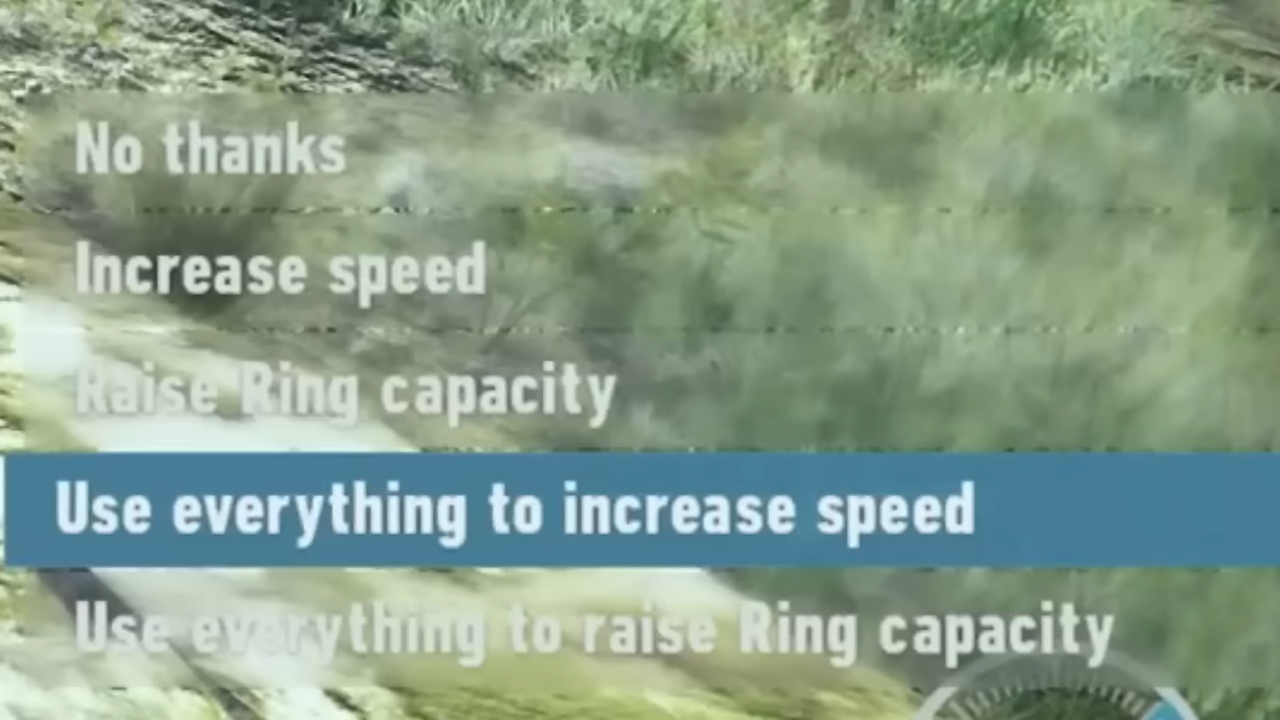 No thanks
Increase speed
Raise Ring capacity
Use everything to increase speed
Use everything to raise Ring capacity